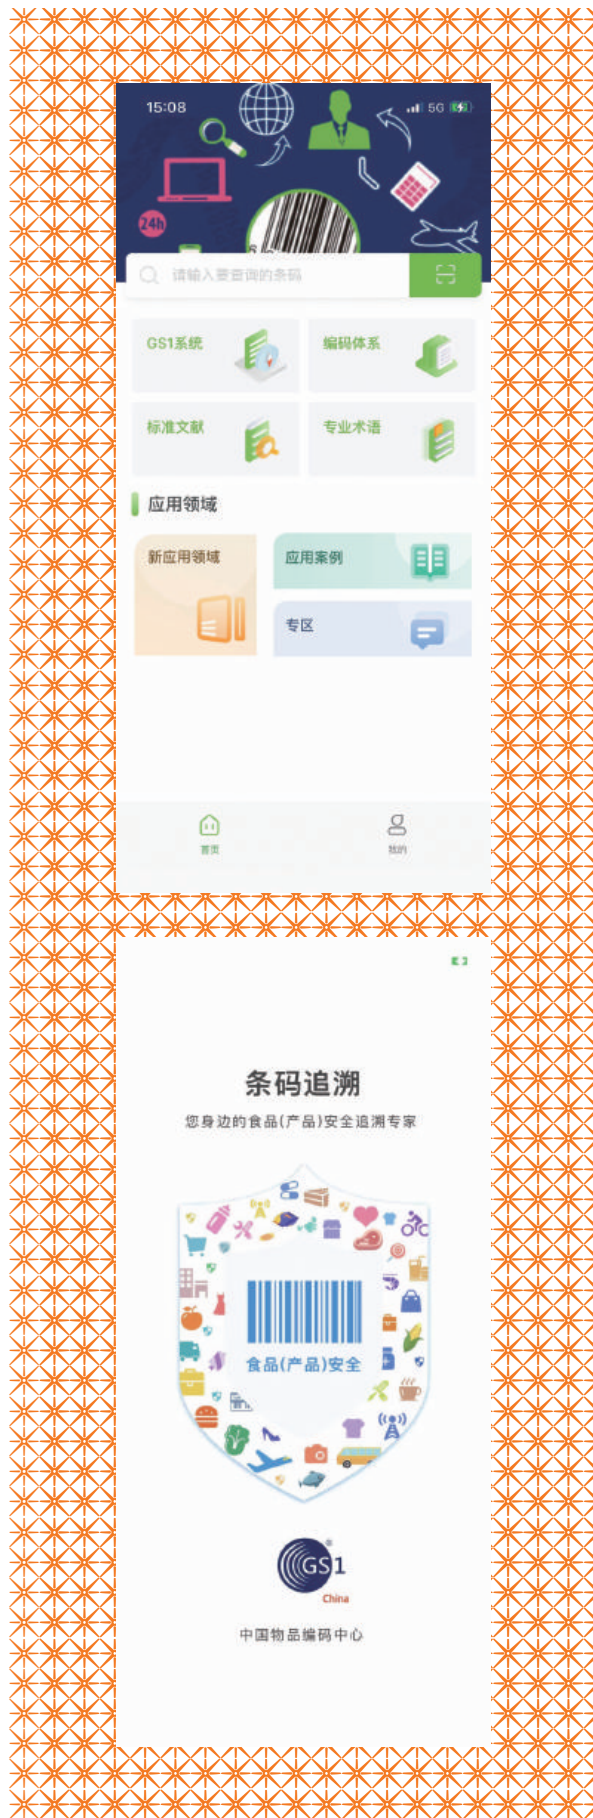 15:08
5G
24h
请输入要查询的条码
GS1系统
编码体系
标准文献
专业术语
应用领域
新应用领域
应用案例
专区
首页
我的
条码追溯
您身边的食品(产品)安全追溯专家
食品(产品)安全
GS1
China
中国物品编码中心